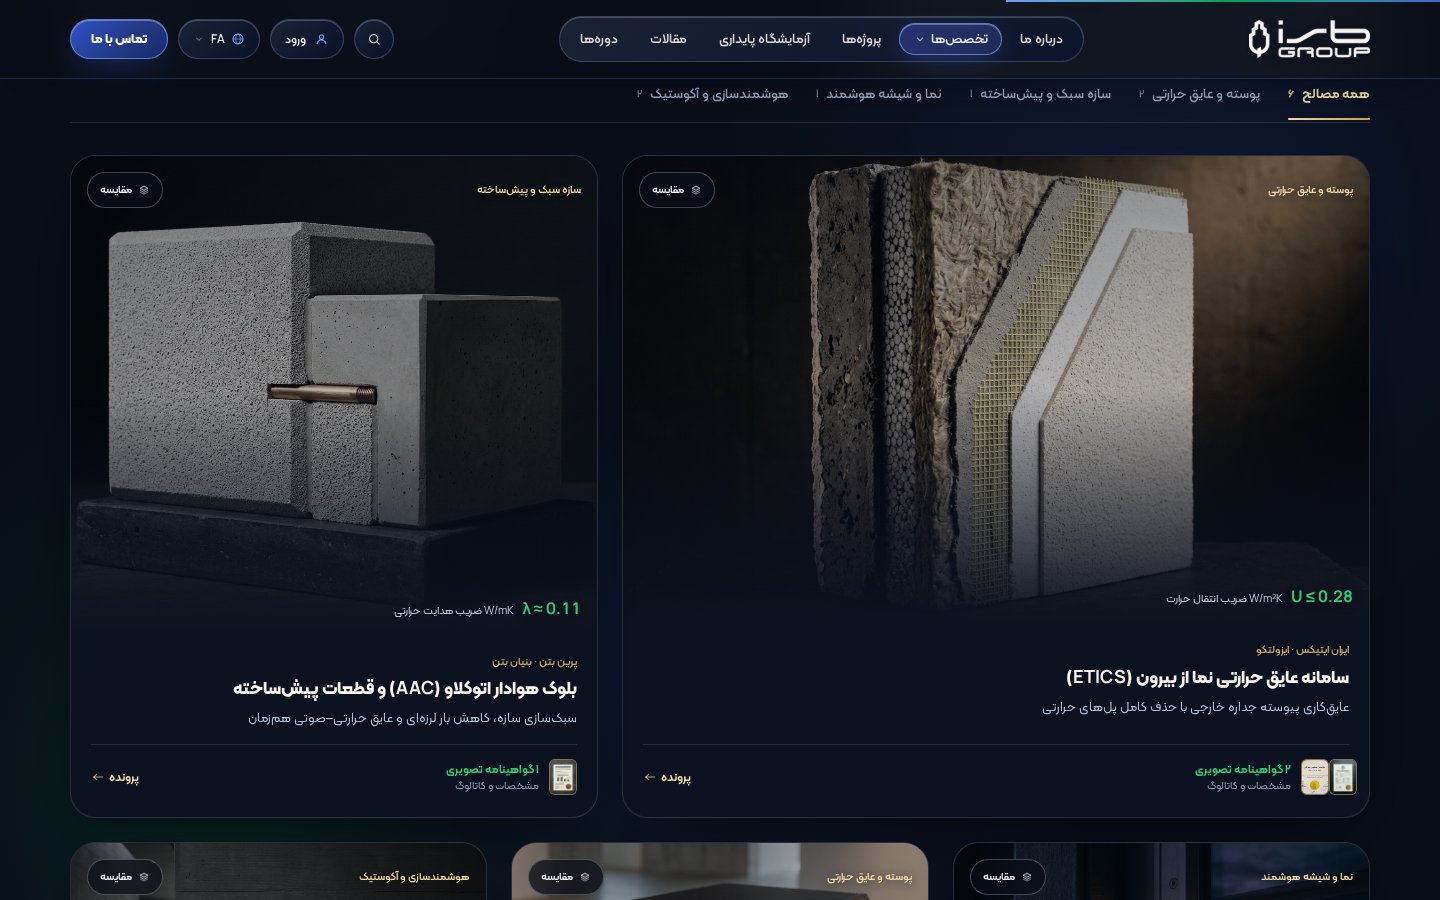 isb
GROUP
درباره ما
تخصص‌ها
پروژه‌ها
آزمایشگاه پایداری
مقالات
دوره‌ها
ورود
FA
تماس با ما
همه مصالح ۶
پوسته و عایق حرارتی ۲
سازه سبک و پیش‌ساخته ۱
نما و شیشه هوشمند ۱
هوشمندسازی و آکوستیک ۲
پوسته و عایق حرارتی
مقایسه
U ≤ 0.28 W/m²K ضریب انتقال حرارت
ایران ایتیکس · ایزولتکو
سامانه عایق حرارتی نما از بیرون (ETICS)
عایق‌کاری پیوسته جداره خارجی با حذف کامل پل‌های حرارتی
۲ گواهینامه تصویری
مشخصات و کاتالوگ
پرونده ←
سازه سبک و پیش‌ساخته
مقایسه
λ ≈ 0.11 W/mK ضریب هدایت حرارتی
پرین بتن · بنیان بتن
بلوک هوادار اتوکلاو (AAC) و قطعات پیش‌ساخته
سبک‌سازی سازه، کاهش بار لرزه‌ای و عایق حرارتی–صوتی هم‌زمان
۱ گواهینامه تصویری
مشخصات و کاتالوگ
پرونده ←
نما و شیشه هوشمند
مقایسه
پوسته و عایق حرارتی
مقایسه
هوشمندسازی و آکوستیک
مقایسه